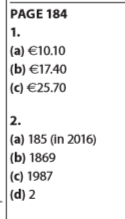 PAGE 184
1.
(a) €10.10
(b) €17.40
(c) €25.70
2.
(a) 185 (in 2016)
(b) 1869
(c) 1987
(d) 2